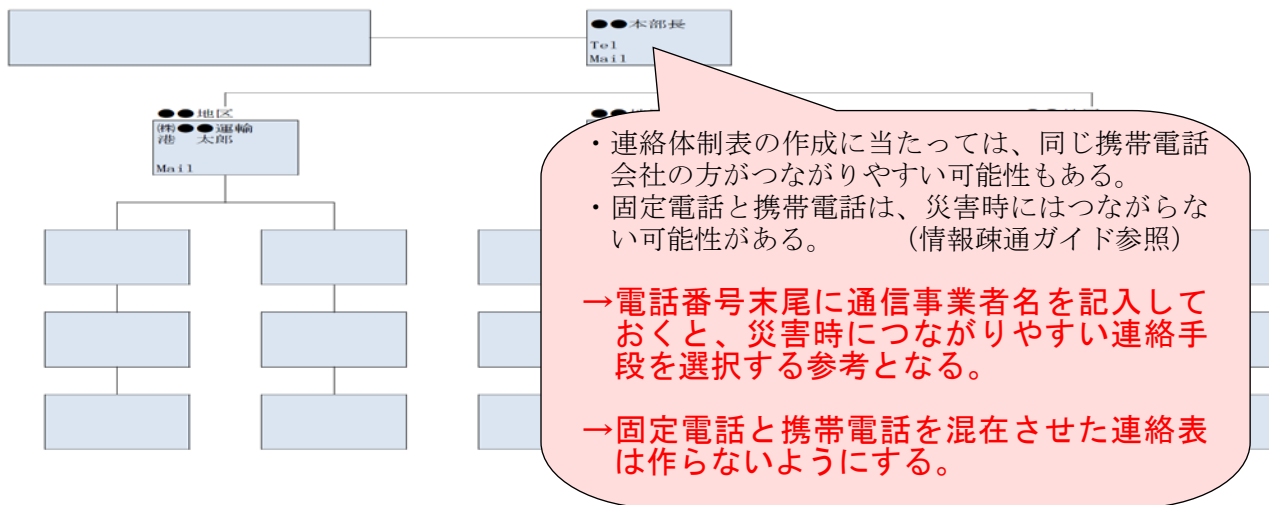 ●●本部長
Tel
Mail
●●地区
㈱●●運輸
港　太郎
Mail
・連絡体制表の作成に当たっては、同じ携帯電話
会社の方がつながりやすい可能性もある。
・固定電話と携帯電話は、災害時にはつながらな
い可能性がある。　　（情報疎通ガイド参照）
→電話番号末尾に通信事業者名を記入して
おくと、災害時につながりやすい連絡手
段を選択する参考となる。
→固定電話と携帯電話を混在させた連絡表
は作らないようにする。